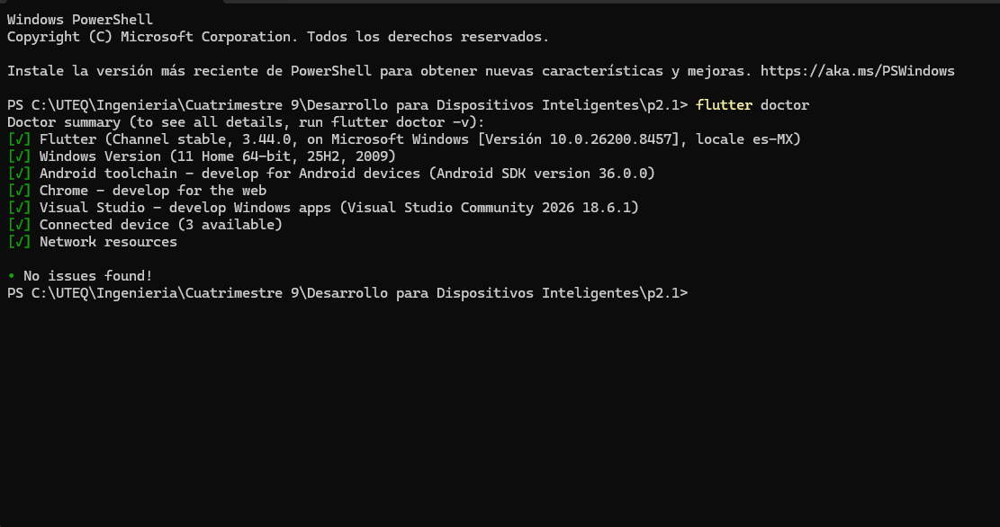 Windows PowerShell
Copyright (C) Microsoft Corporation. Todos los derechos reservados.
Instale la versión más reciente de PowerShell para obtener nuevas características y mejoras. https://aka.ms/PSWindows
PS C:\UTEQ\Ingenieria\Cuatrimestre 9\Desarrollo para Dispositivos Inteligentes\p2.1> flutter doctor
Doctor summary (to see all details, run flutter doctor -v):
[√] Flutter (Channel stable, 3.44.0, on Microsoft Windows [Versión 10.0.26200.8457], locale es-MX)
[√] Windows Version (11 Home 64-bit, 25H2, 2009)
[√] Android toolchain - develop for Android devices (Android SDK version 36.0.0)
[√] Chrome - develop for the web
[√] Visual Studio - develop Windows apps (Visual Studio Community 2026 18.6.1)
[√] Connected device (3 available)
[√] Network resources
• No issues found!
PS C:\UTEQ\Ingenieria\Cuatrimestre 9\Desarrollo para Dispositivos Inteligentes\p2.1>